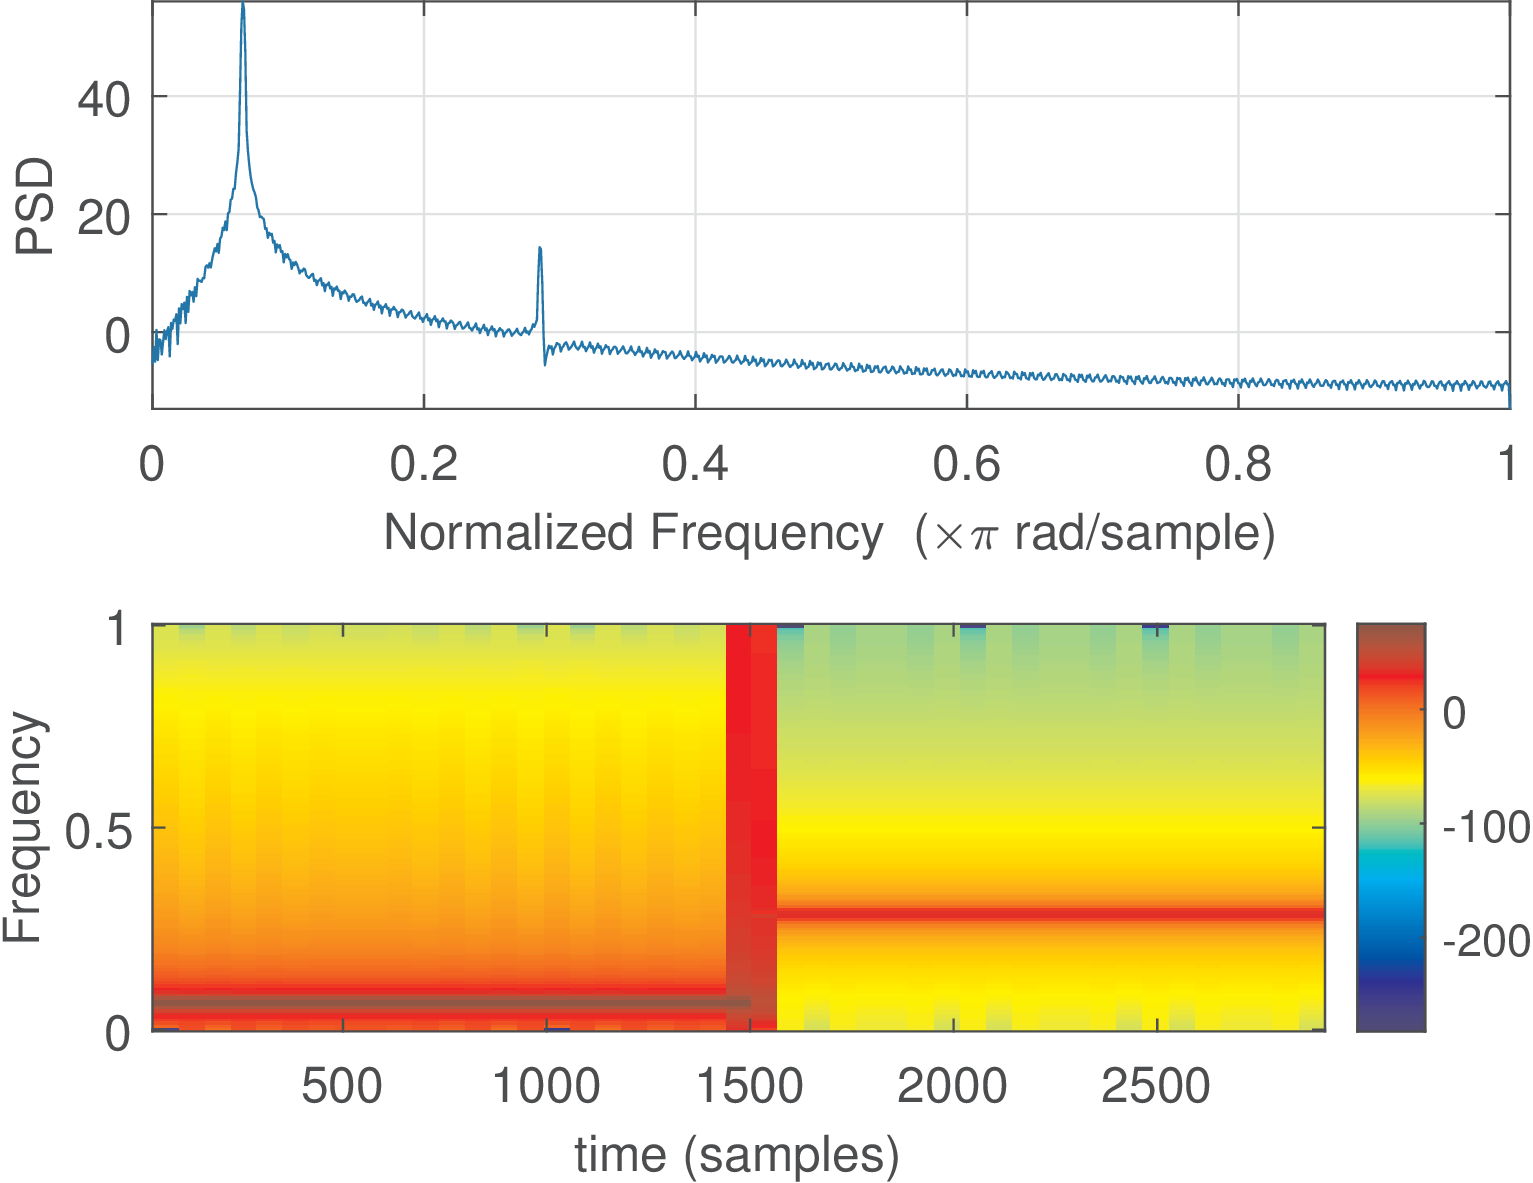 40
20
0
PSD
0 0.2 0.4 0.6 0.8 1
Normalized Frequency (×π rad/sample)
1
0.5
0
Frequency
500 1000 1500 2000 2500
time (samples)
0
-100
-200